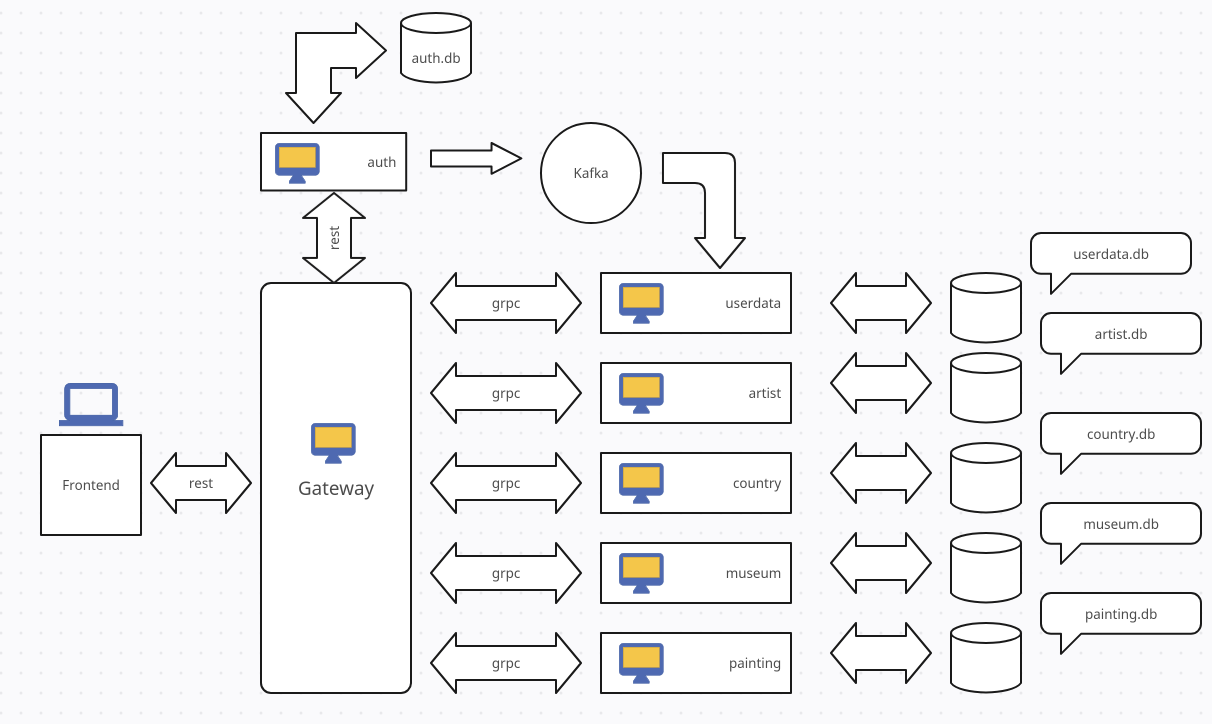 auth.db
auth
Kafka
rest
userdata.db
grpc
userdata
artist.db
grpc
artist
country.db
Frontend
rest
Gateway
grpc
country
museum.db
grpc
museum
painting.db
grpc
painting